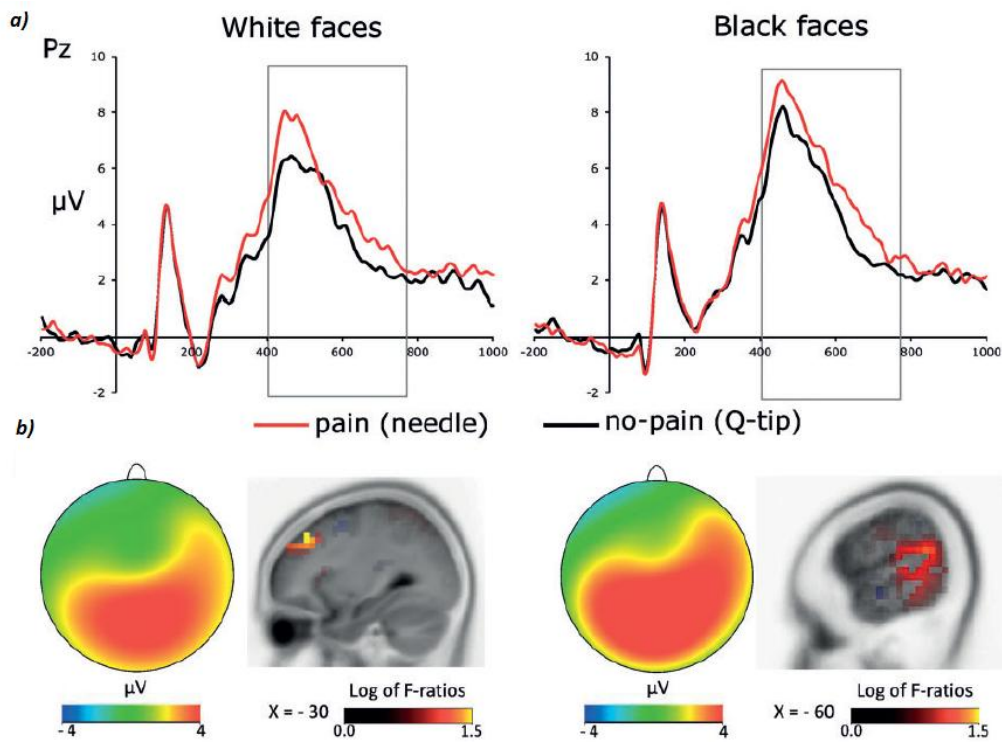 a)
White faces
Black faces
Pz
10
8
6
μV
4
2
-200
200
400
600
800
1000
-2
10
8
6
4
2
-200
200
400
600
800
1000
-2
pain (needle)
no-pain (Q-tip)
b)
μV
-4
4
Log of F-ratios
X = - 30
0.0
1.5
μV
-4
4
Log of F-ratios
X = - 60
0.0
1.5